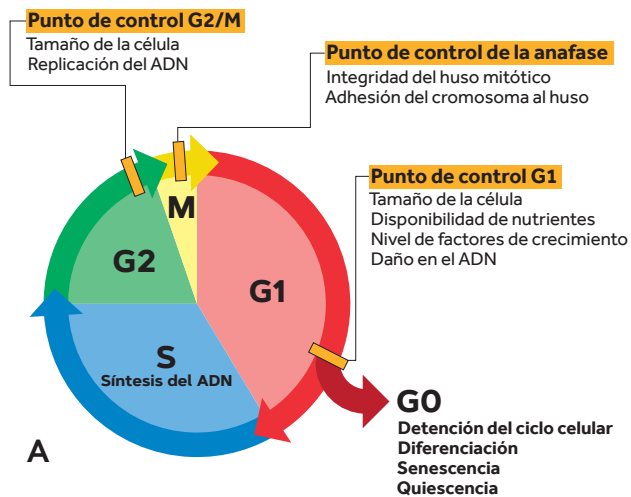 Punto de control G2/M
Tamaño de la célula
Replicación del ADN
Punto de control de la anafase
Integridad del huso mitótico
Adhesión del cromosoma al huso
Punto de control G1
Tamaño de la célula
Disponibilidad de nutrientes
Nivel de factores de crecimiento
Daño en el ADN
M
G2
G1
S
Síntesis del ADN
G0
Detención del ciclo celular
Diferenciación
Senescencia
Quiescencia
A